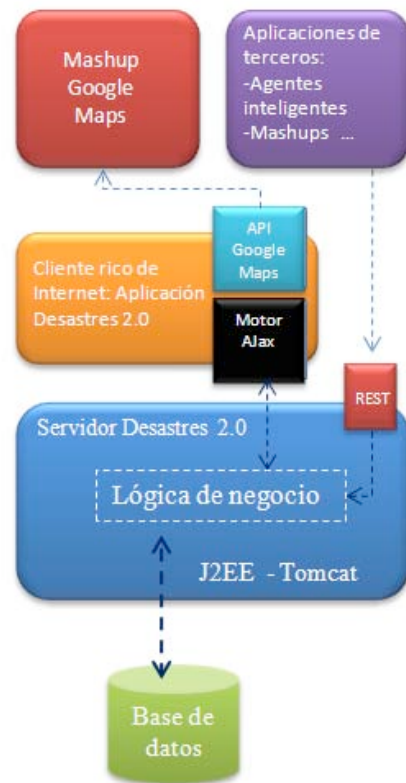 Mashup
Google
Maps
Aplicaciones de
terceros:
-Agentes
inteligentes
-Mashups ...
API
Google
Maps
Cliente rico de
Internet: Aplicación
Desastres 2.0
Motor
AJax
REST
Servidor Desastres 2.0
Lógica de negocio
J2EE - Tomcat
Base de
datos